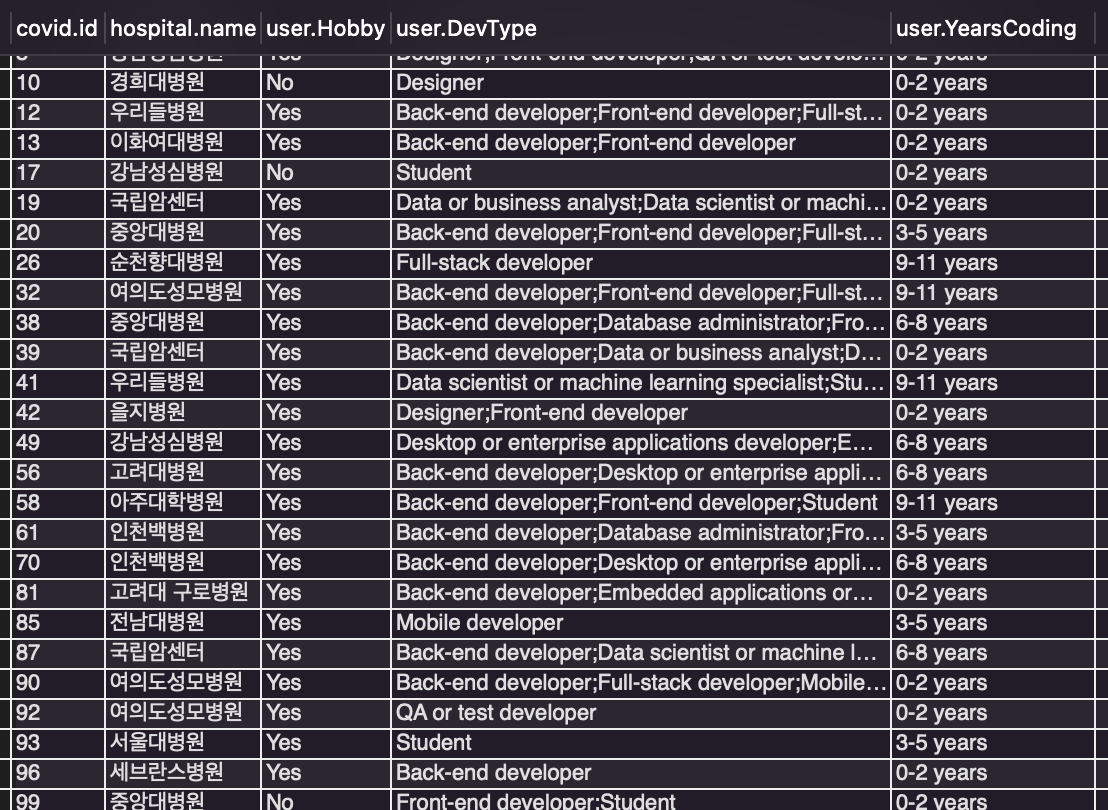 covid.id hospital.name user.Hobby user.DevType user.YearsCoding
10 경희대병원 No Designer 0-2 years
12 우리들병원 Yes Back-end developer;Front-end developer;Full-st... 0-2 years
13 이화여대병원 Yes Back-end developer;Front-end developer 0-2 years
17 강남성심병원 No Student 0-2 years
19 국립암센터 Yes Data or business analyst;Data scientist or machi... 0-2 years
20 중앙대병원 Yes Back-end developer;Front-end developer;Full-st... 3-5 years
26 순천향대병원 Yes Full-stack developer 9-11 years
32 여의도성모병원 Yes Back-end developer;Front-end developer;Full-st... 9-11 years
38 중앙대병원 Yes Back-end developer;Database administrator;Fro... 6-8 years
39 국립암센터 Yes Back-end developer;Data or business analyst;D... 0-2 years
41 우리들병원 Yes Data scientist or machine learning specialist;Stu... 9-11 years
42 을지병원 Yes Designer;Front-end developer 0-2 years
49 강남성심병원 Yes Desktop or enterprise applications developer;E... 6-8 years
56 고려대병원 Yes Back-end developer;Desktop or enterprise appli... 6-8 years
58 아주대학병원 Yes Back-end developer;Front-end developer;Student 9-11 years
61 인천백병원 Yes Back-end developer;Database administrator;Fro... 3-5 years
70 인천백병원 Yes Back-end developer;Desktop or enterprise appli... 6-8 years
81 고려대 구로병원 Yes Back-end developer;Embedded applications or... 0-2 years
85 전남대병원 Yes Mobile developer 3-5 years
87 국립암센터 Yes Back-end developer;Data scientist or machine l... 6-8 years
90 여의도성모병원 Yes Back-end developer;Full-stack developer;Mobile... 0-2 years
92 여의도성모병원 Yes QA or test developer 0-2 years
93 서울대병원 Yes Student 3-5 years
96 세브란스병원 Yes Back-end developer 0-2 years
99 중앙대병원 No Front-end developer;Student 0-2 years